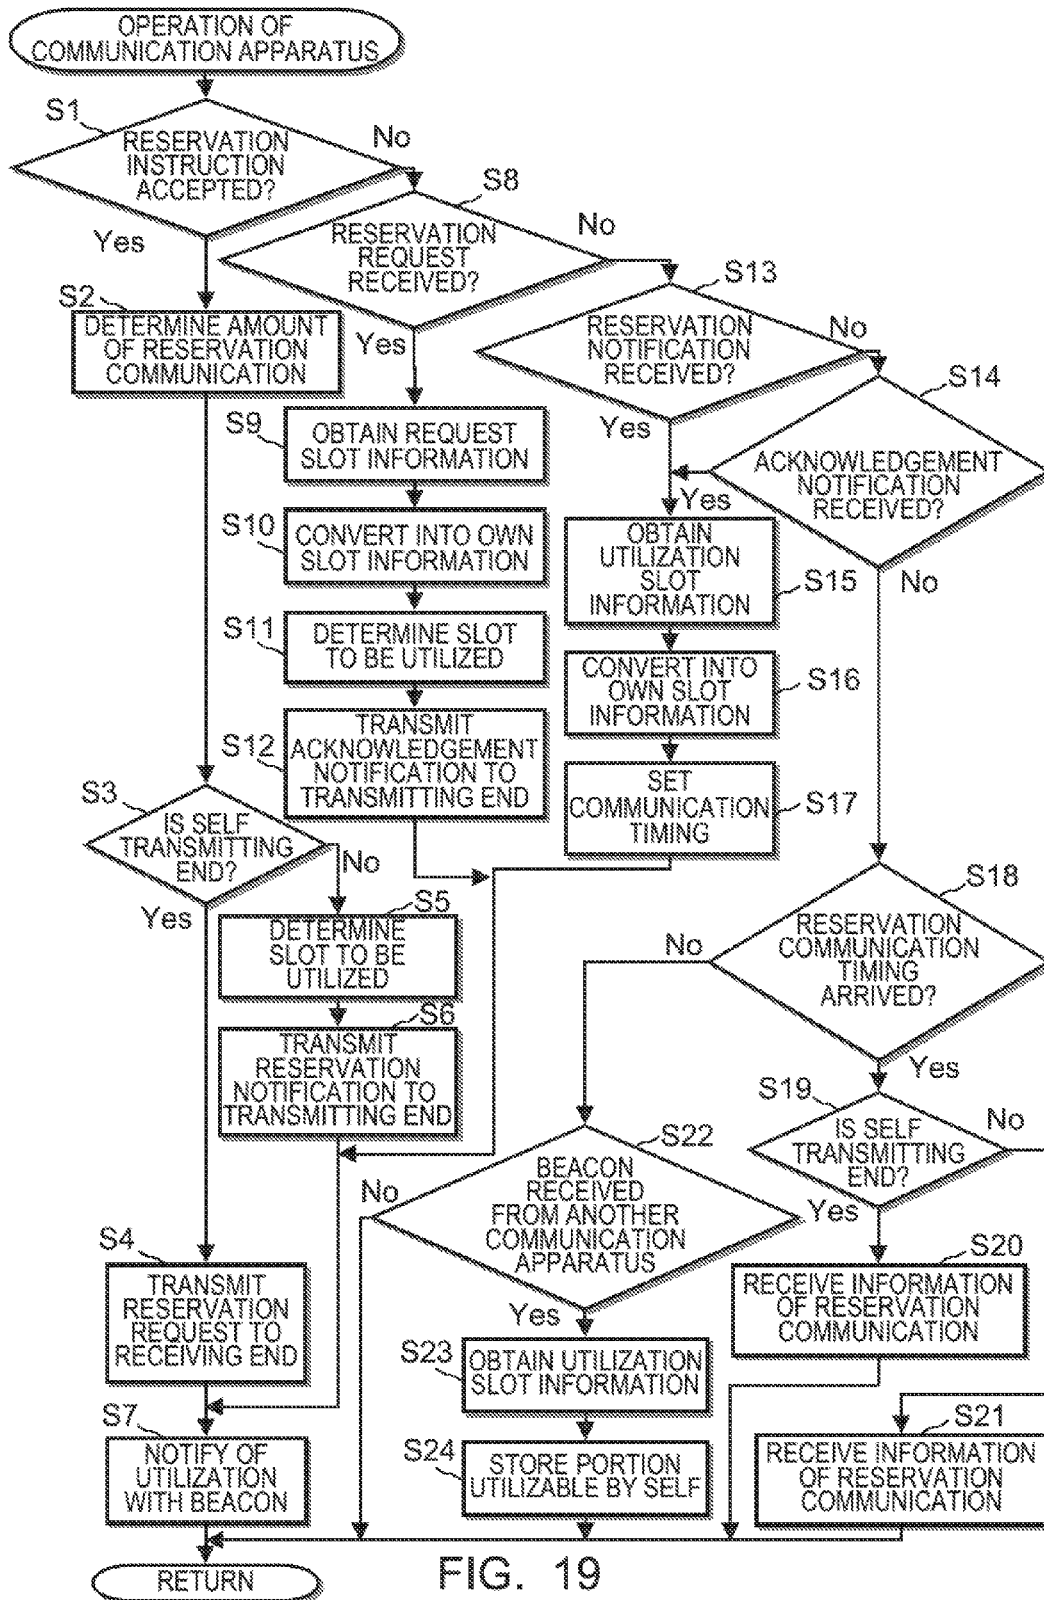 OPERATION OF
COMMUNICATION APPARATUS
S1
RESERVATION
INSTRUCTION
ACCEPTED?
No
Yes
S8
RESERVATION
REQUEST
RECEIVED?
No
Yes
S13
RESERVATION
NOTIFICATION
RECEIVED?
No
Yes
S14
ACKNOWLEDGEMENT
NOTIFICATION
RECEIVED?
Yes
No
S2
DETERMINE AMOUNT
OF RESERVATION
COMMUNICATION
S9
OBTAIN REQUEST
SLOT INFORMATION
S10
CONVERT INTO OWN
SLOT INFORMATION
S11
DETERMINE SLOT
TO BE UTILIZED
S12
TRANSMIT
ACKNOWLEDGEMENT
NOTIFICATION TO
TRANSMITTING END
OBTAIN
UTILIZATION
SLOT
INFORMATION
S15
CONVERT INTO
OWN SLOT
INFORMATION
S16
SET
COMMUNICATION
TIMING
S17
S3
IS SELF
TRANSMITTING
END?
No
Yes
S5
DETERMINE
SLOT TO BE
UTILIZED
S6
TRANSMIT
RESERVATION
NOTIFICATION TO
TRANSMITTING END
S18
RESERVATION
COMMUNICATION
TIMING
ARRIVED?
No
Yes
S19
IS SELF
TRANSMITTING
END?
No
Yes
S22
BEACON
RECEIVED
FROM ANOTHER
COMMUNICATION
APPARATUS
No
Yes
S4
TRANSMIT
RESERVATION
REQUEST TO
RECEIVING END
S20
RECEIVE INFORMATION
OF RESERVATION
COMMUNICATION
S23
OBTAIN UTILIZATION
SLOT INFORMATION
S7
NOTIFY OF
UTILIZATION
WITH BEACON
S24
STORE PORTION
UTILIZABLE BY SELF
S21
RECEIVE INFORMATION
OF RESERVATION
COMMUNICATION
RETURN
FIG. 19